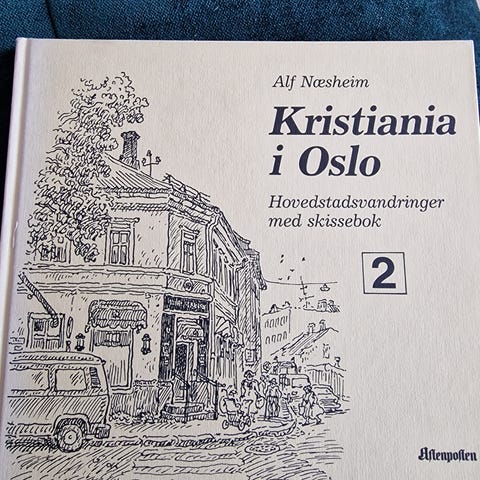 Alf Næsheim
Kristiania
i Oslo
Hovedstadsvandringer
med skissebok
2
Aftenposten